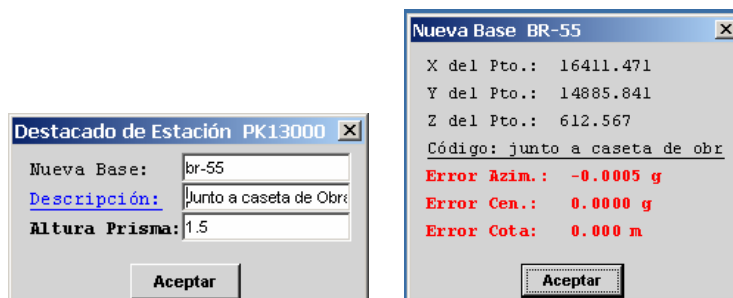 Destacado de Estación PK13000
Nueva Base: br-55
Descripción: Junto a caseta de Obra
Altura Prisma: 1.5
Aceptar
Nueva Base BR-55
X del Pto.: 16411.471
Y del Pto.: 14885.841
Z del Pto.: 612.567
Código: junto a caseta de obr
Error Azim.: -0.0005 g
Error Cen.: 0.0000 g
Error Cota: 0.000 m
Aceptar